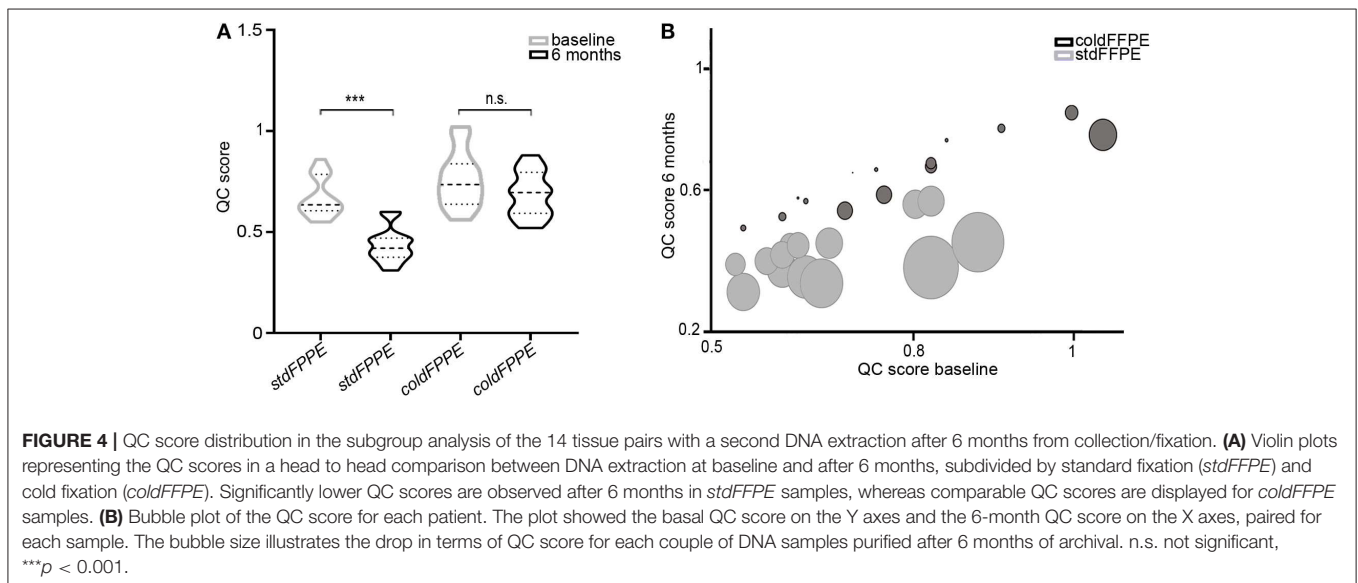 A
1.5
baseline
6 months
***
n.s.
1
QC score
0.5
0
stdFPPE
stdFPPE
coldFPPE
coldFPPE
B
coldFFPE
stdFFPE
1
QC score 6 months
0.6
0.2
0.5
0.8
1
QC score baseline
FIGURE 4 | QC score distribution in the subgroup analysis of the 14 tissue pairs with a second DNA extraction after 6 months from collection/fixation. (A) Violin plots
representing the QC scores in a head to head comparison between DNA extraction at baseline and after 6 months, subdivided by standard fixation (stdFFPE) and
cold fixation (coldFFPE). Significantly lower QC scores are observed after 6 months in stdFFPE samples, whereas comparable QC scores are displayed for coldFFPE
samples. (B) Bubble plot of the QC score for each patient. The plot showed the basal QC score on the Y axes and the 6-month QC score on the X axes, paired for
each sample. The bubble size illustrates the drop in terms of QC score for each couple of DNA samples purified after 6 months of archival. n.s. not significant,
***p < 0.001.